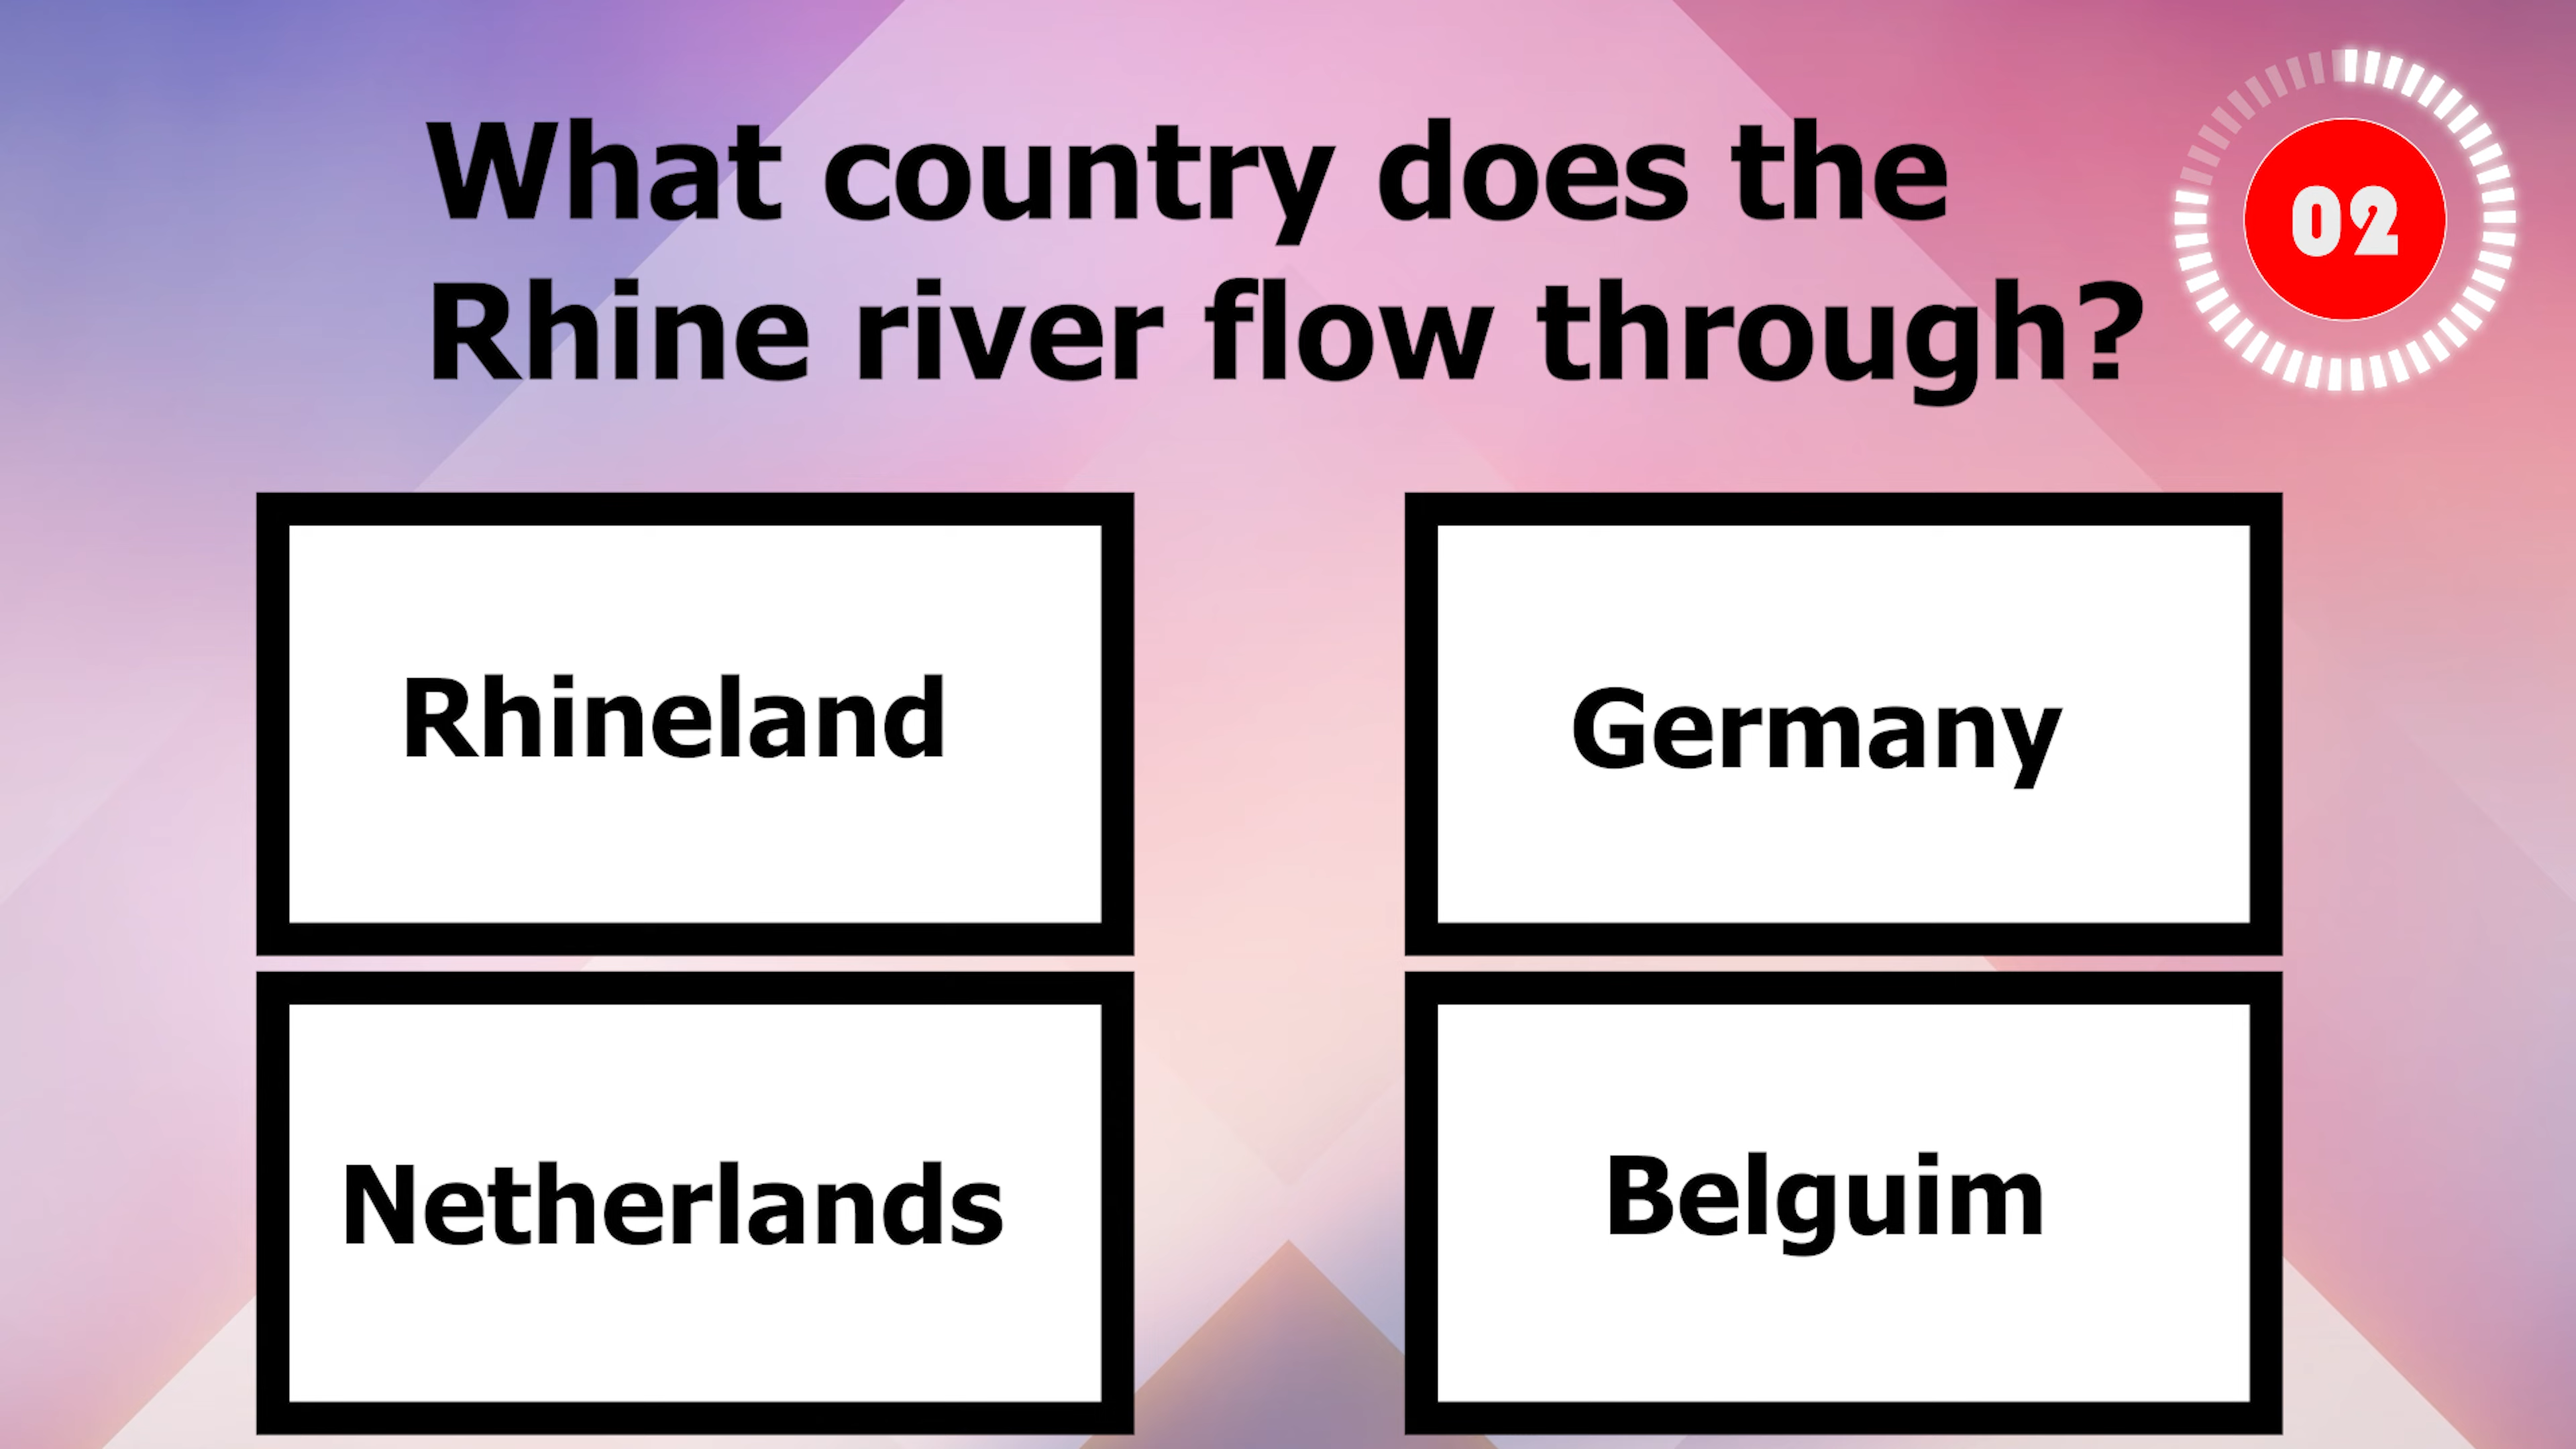 What country does the
Rhine river flow through?
02
Rhineland
Germany
Netherlands
Belguim